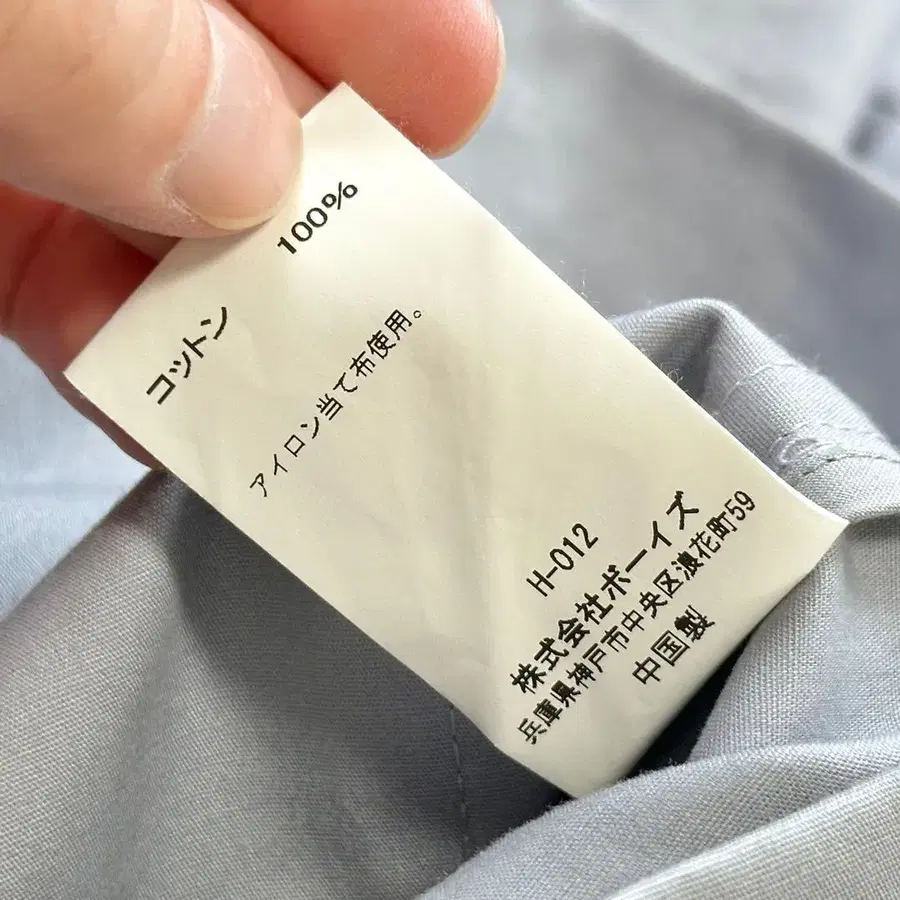 コットン 100%
アイロン当て布使用。
H-012
株式会社ボーイズ
兵庫県神戸市中央区浪花町59
中国製